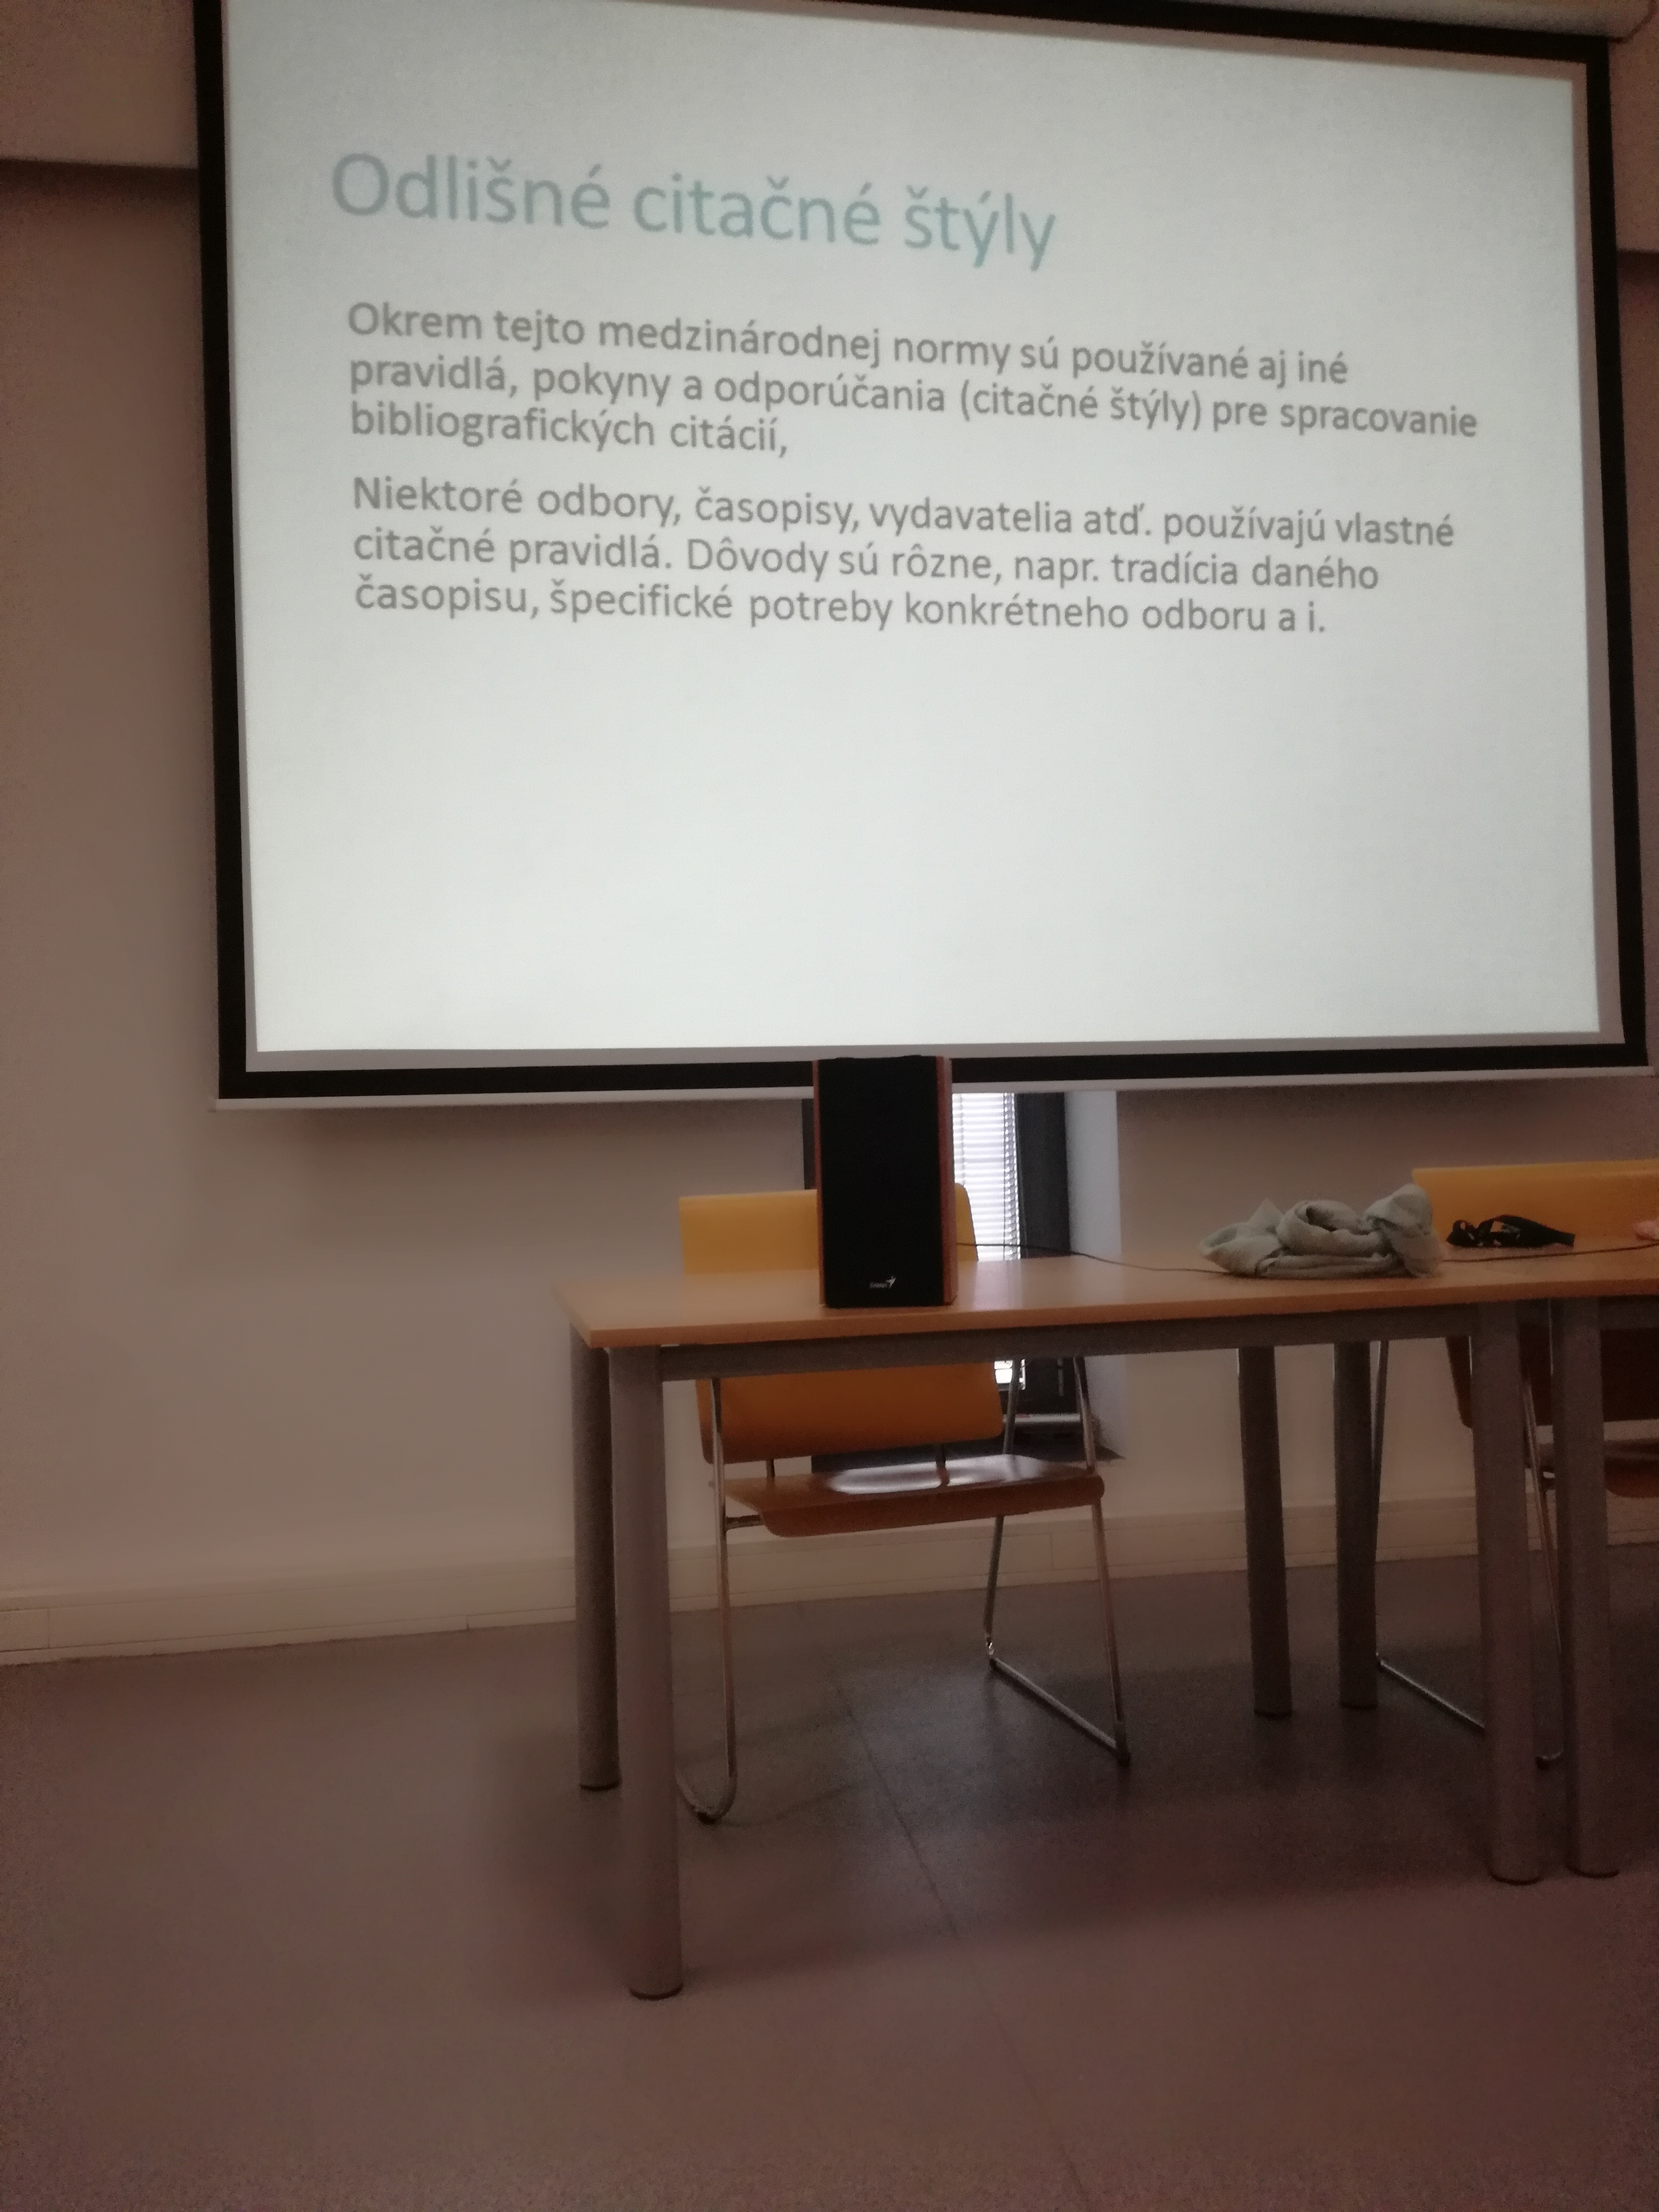 Odlišné citačné štýly
Okrem tejto medzinárodnej normy sú používané aj iné
pravidlá, pokyny a odporúčania (citačné štýly) pre spracovanie
bibliografických citácií,
Niektoré odbory, časopisy, vydavatelia atď. používajú vlastné
citačné pravidlá. Dôvody sú rôzne, napr. tradícia daného
časopisu, špecifické potreby konkrétneho odboru a i.